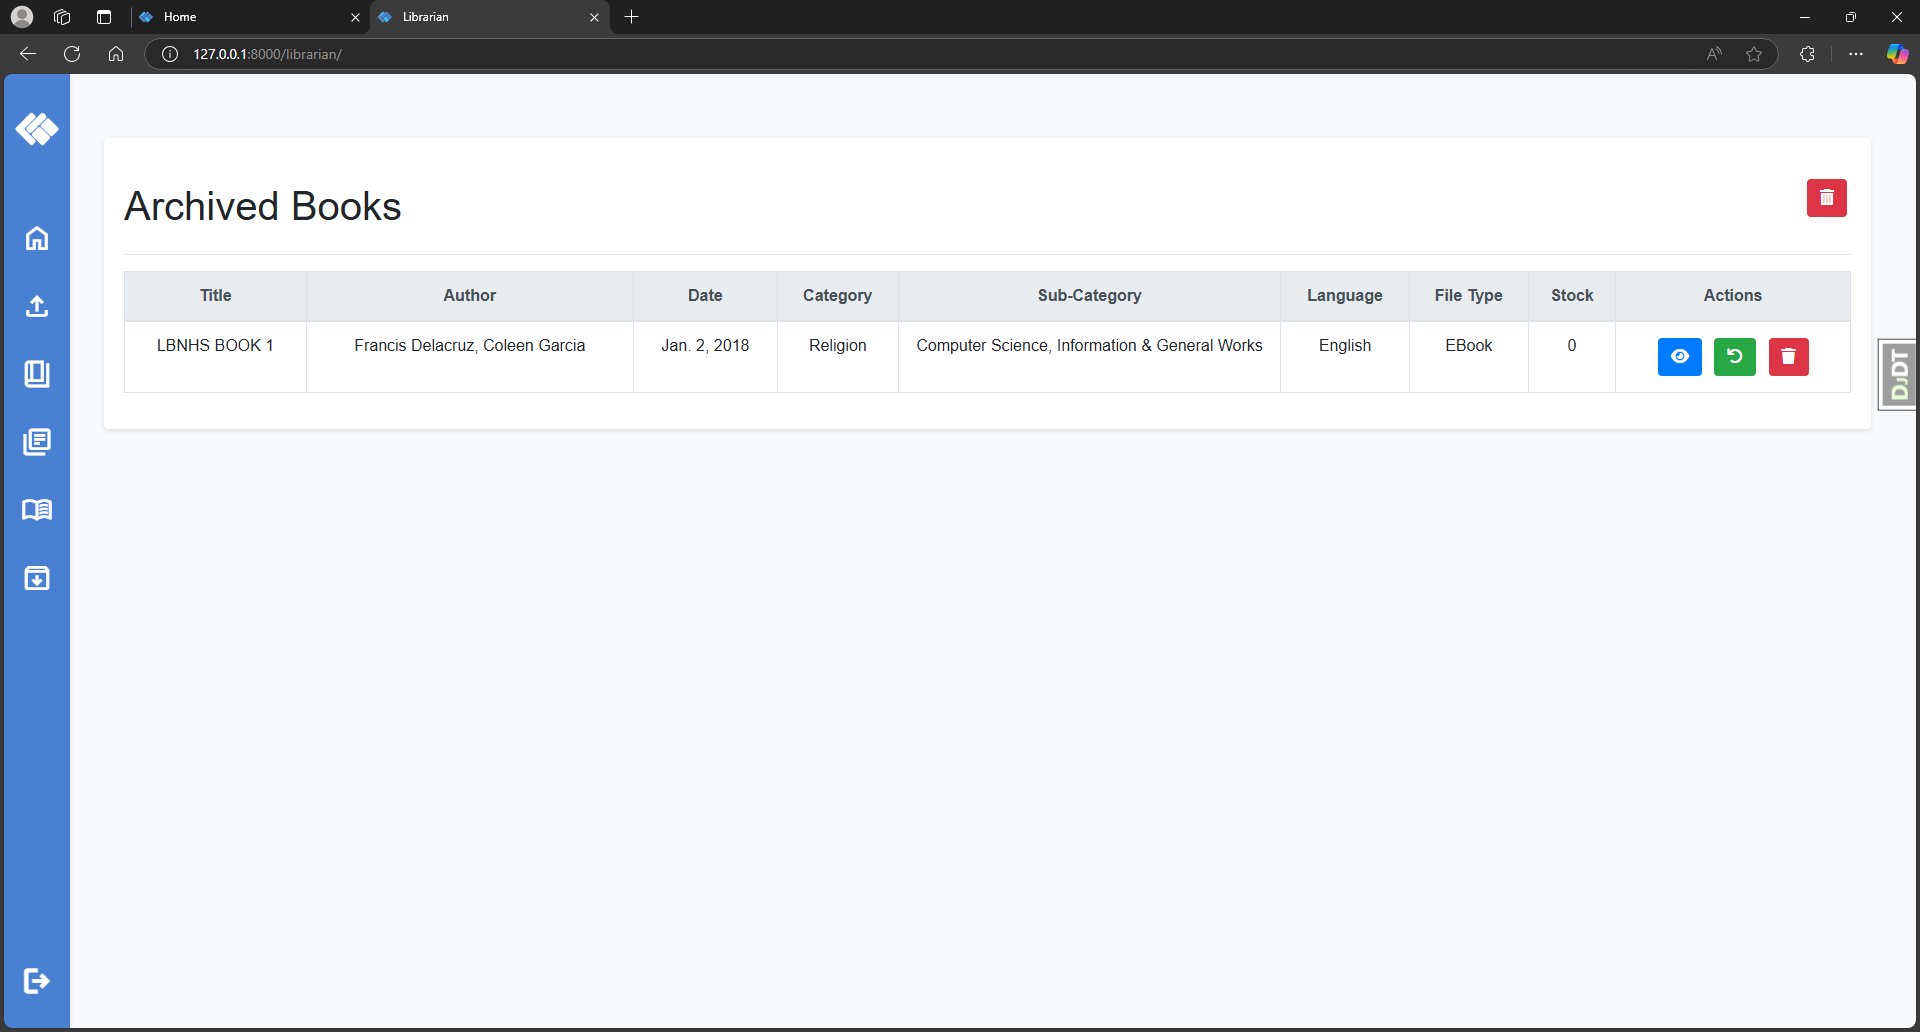 Home
Librarian
127.0.0.1:8000/librarian/
Archived Books
Title Author Date Category Sub-Category Language File Type Stock Actions
LBNHS BOOK 1 Francis Delacruz, Coleen Garcia Jan. 2, 2018 Religion Computer Science, Information & General Works English EBook 0
DjDT